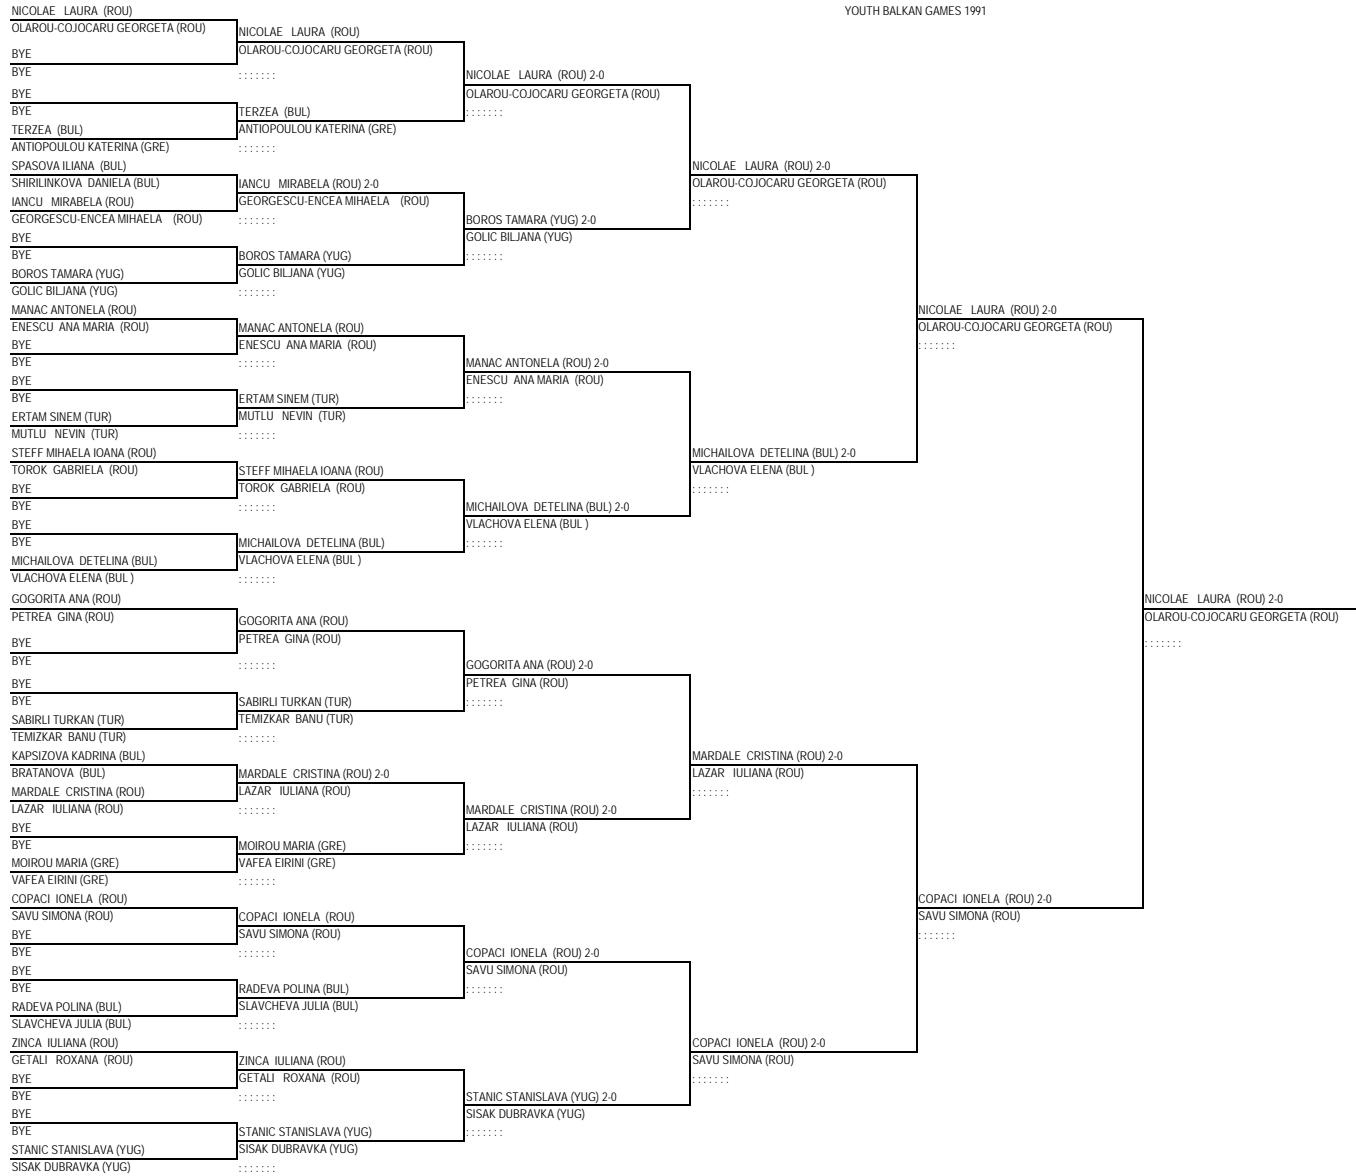 YOUTH BALKAN GAMES 1991
NICOLAE LAURA (ROU)
OLAROU-COJOCARU GEORGETA (ROU)
BYE
BYE
BYE
BYE
TERZEA (BUL)
ANTIOPOULOU KATERINA (GRE)
SPASOVA ILIANA (BUL)
SHIRILINKOVA DANIELA (BUL)
IANCU MIRABELA (ROU)
GEORGESCU-ENCEA MIHAELA (ROU)
BYE
BYE
BOROS TAMARA (YUG)
GOLIC BILJANA (YUG)
MANAC ANTONELA (ROU)
ENESCU ANA MARIA (ROU)
BYE
BYE
BYE
BYE
ERTAM SINEM (TUR)
MUTLU NEVIN (TUR)
STEFF MIHAELA IOANA (ROU)
TOROK GABRIELA (ROU)
BYE
BYE
BYE
BYE
MICHAILOVA DETELINA (BUL)
VLACHOVA ELENA (BUL )
GOGORITA ANA (ROU)
PETREA GINA (ROU)
BYE
BYE
BYE
BYE
SABIRLI TURKAN (TUR)
TEMIZKAR BANU (TUR)
KAPSIZOVA KADRINA (BUL)
BRATANOVA (BUL)
MARDALE CRISTINA (ROU)
LAZAR IULIANA (ROU)
BYE
BYE
MOIROU MARIA (GRE)
VAFEA EIRINI (GRE)
COPACI IONELA (ROU)
SAVU SIMONA (ROU)
BYE
BYE
BYE
BYE
RADEVA POLINA (BUL)
SLAVCHEVA JULIA (BUL)
ZINCA IULIANA (ROU)
GETALI ROXANA (ROU)
BYE
BYE
BYE
BYE
STANIC STANISLAVA (YUG)
SISAK DUBRAVKA (YUG)
NICOLAE LAURA (ROU)
OLAROU-COJOCARU GEORGETA (ROU)
: : : : : : :
TERZEA (BUL)
ANTIOPOULOU KATERINA (GRE)
: : : : : : :
IANCU MIRABELA (ROU) 2-0
GEORGESCU-ENCEA MIHAELA (ROU)
: : : : : : :
BOROS TAMARA (YUG)
GOLIC BILJANA (YUG)
: : : : : : :
MANAC ANTONELA (ROU)
ENESCU ANA MARIA (ROU)
: : : : : : :
ERTAM SINEM (TUR)
MUTLU NEVIN (TUR)
: : : : : : :
STEFF MIHAELA IOANA (ROU)
TOROK GABRIELA (ROU)
: : : : : : :
MICHAILOVA DETELINA (BUL)
VLACHOVA ELENA (BUL )
: : : : : : :
GOGORITA ANA (ROU)
PETREA GINA (ROU)
: : : : : : :
SABIRLI TURKAN (TUR)
TEMIZKAR BANU (TUR)
: : : : : : :
MARDALE CRISTINA (ROU) 2-0
LAZAR IULIANA (ROU)
: : : : : : :
MOIROU MARIA (GRE)
VAFEA EIRINI (GRE)
: : : : : : :
COPACI IONELA (ROU)
SAVU SIMONA (ROU)
: : : : : : :
RADEVA POLINA (BUL)
SLAVCHEVA JULIA (BUL)
: : : : : : :
ZINCA IULIANA (ROU)
GETALI ROXANA (ROU)
: : : : : : :
STANIC STANISLAVA (YUG)
SISAK DUBRAVKA (YUG)
: : : : : : :
NICOLAE LAURA (ROU) 2-0
OLAROU-COJOCARU GEORGETA (ROU)
: : : : : : :
BOROS TAMARA (YUG) 2-0
GOLIC BILJANA (YUG)
: : : : : : :
MANAC ANTONELA (ROU) 2-0
ENESCU ANA MARIA (ROU)
: : : : : : :
MICHAILOVA DETELINA (BUL) 2-0
VLACHOVA ELENA (BUL )
: : : : : : :
GOGORITA ANA (ROU) 2-0
PETREA GINA (ROU)
: : : : : : :
MARDALE CRISTINA (ROU) 2-0
LAZAR IULIANA (ROU)
: : : : : : :
COPACI IONELA (ROU) 2-0
SAVU SIMONA (ROU)
: : : : : : :
STANIC STANISLAVA (YUG) 2-0
SISAK DUBRAVKA (YUG)
: : : : : : :
NICOLAE LAURA (ROU) 2-0
OLAROU-COJOCARU GEORGETA (ROU)
: : : : : : :
MICHAILOVA DETELINA (BUL) 2-0
VLACHOVA ELENA (BUL )
: : : : : : :
MARDALE CRISTINA (ROU) 2-0
LAZAR IULIANA (ROU)
: : : : : : :
COPACI IONELA (ROU) 2-0
SAVU SIMONA (ROU)
: : : : : : :
NICOLAE LAURA (ROU) 2-0
OLAROU-COJOCARU GEORGETA (ROU)
: : : : : : :
COPACI IONELA (ROU) 2-0
SAVU SIMONA (ROU)
: : : : : : :
NICOLAE LAURA (ROU) 2-0
OLAROU-COJOCARU GEORGETA (ROU)
: : : : : : :